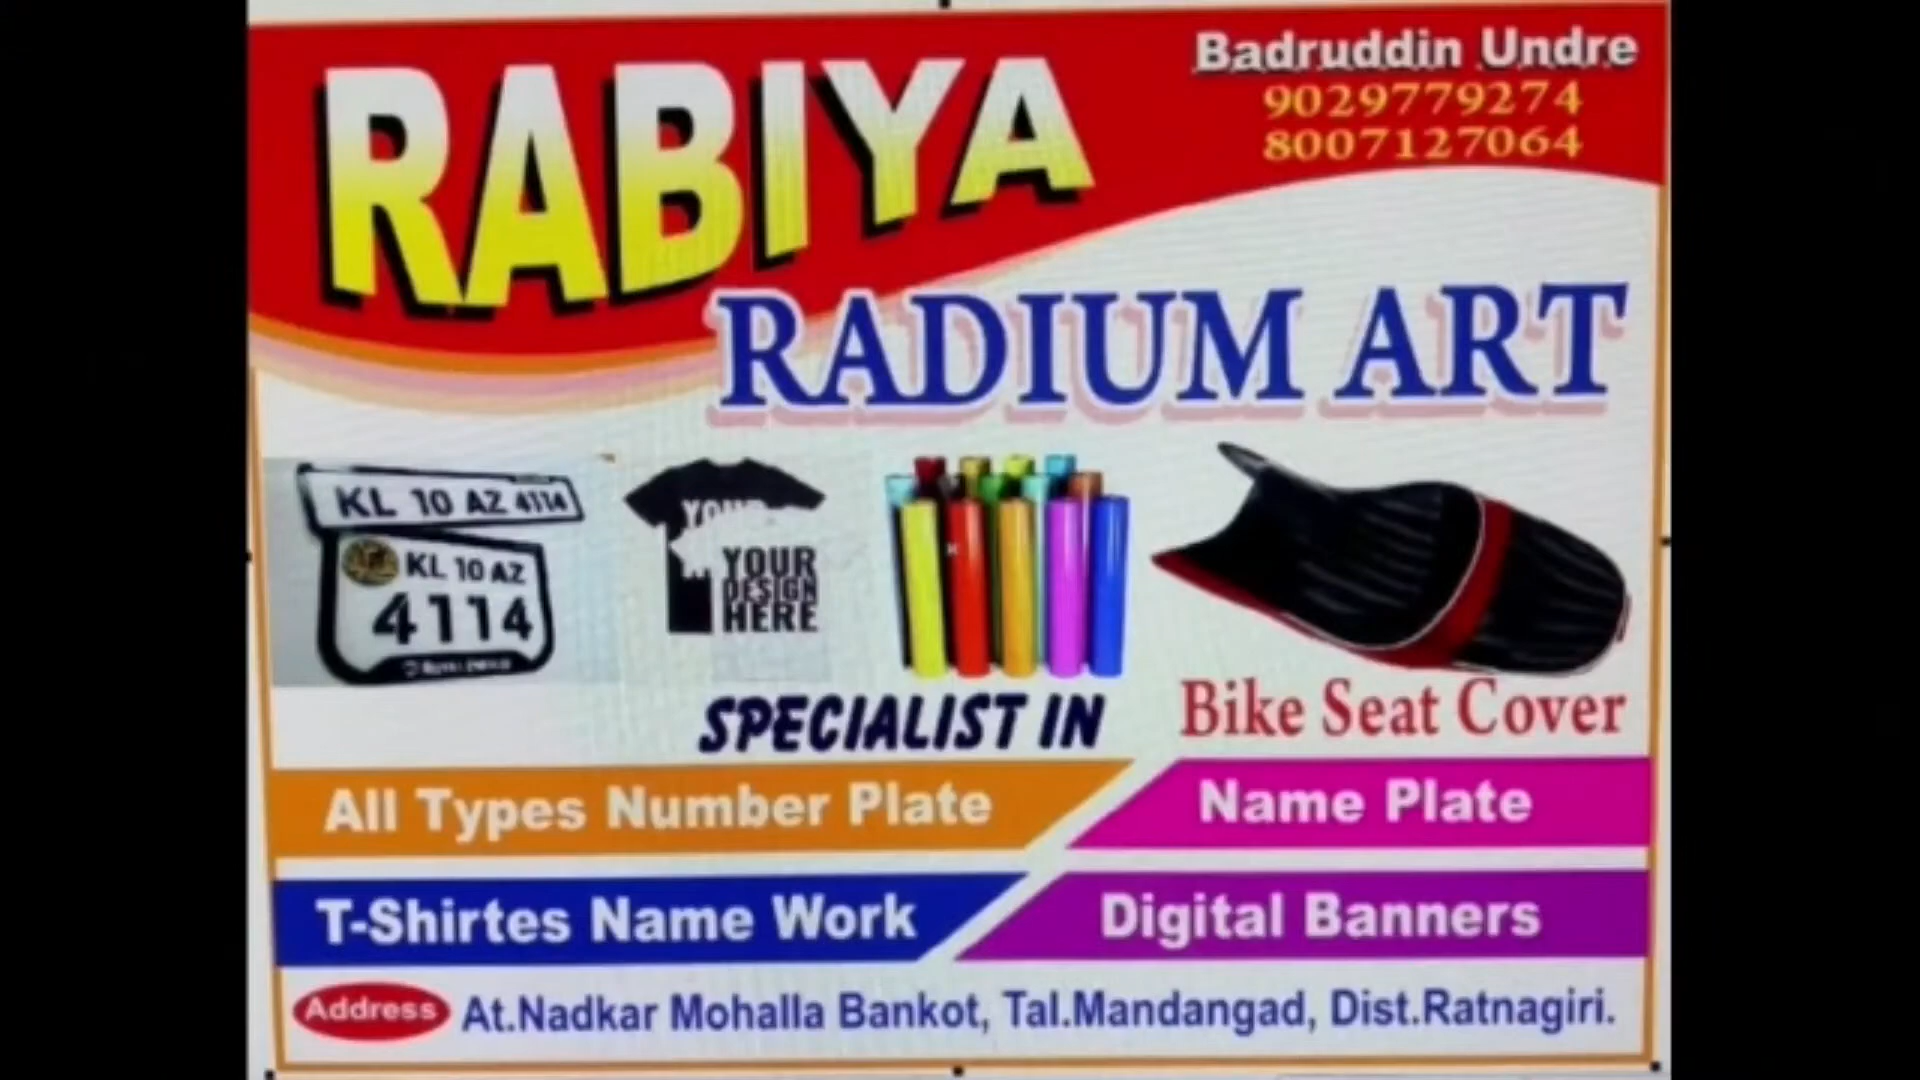 Badruddin Undre
9029779274
8007127064
RABIYA
RADIUM ART
KL 10 AZ 4114
KL 10 AZ
4114
YOUR
DESIGN
HERE
SPECIALIST IN
Bike Seat Cover
All Types Number Plate
Name Plate
T-Shirtes Name Work
Digital Banners
Address At.Nadkar Mohalla Bankot, Tal.Mandangad, Dist.Ratnagiri.